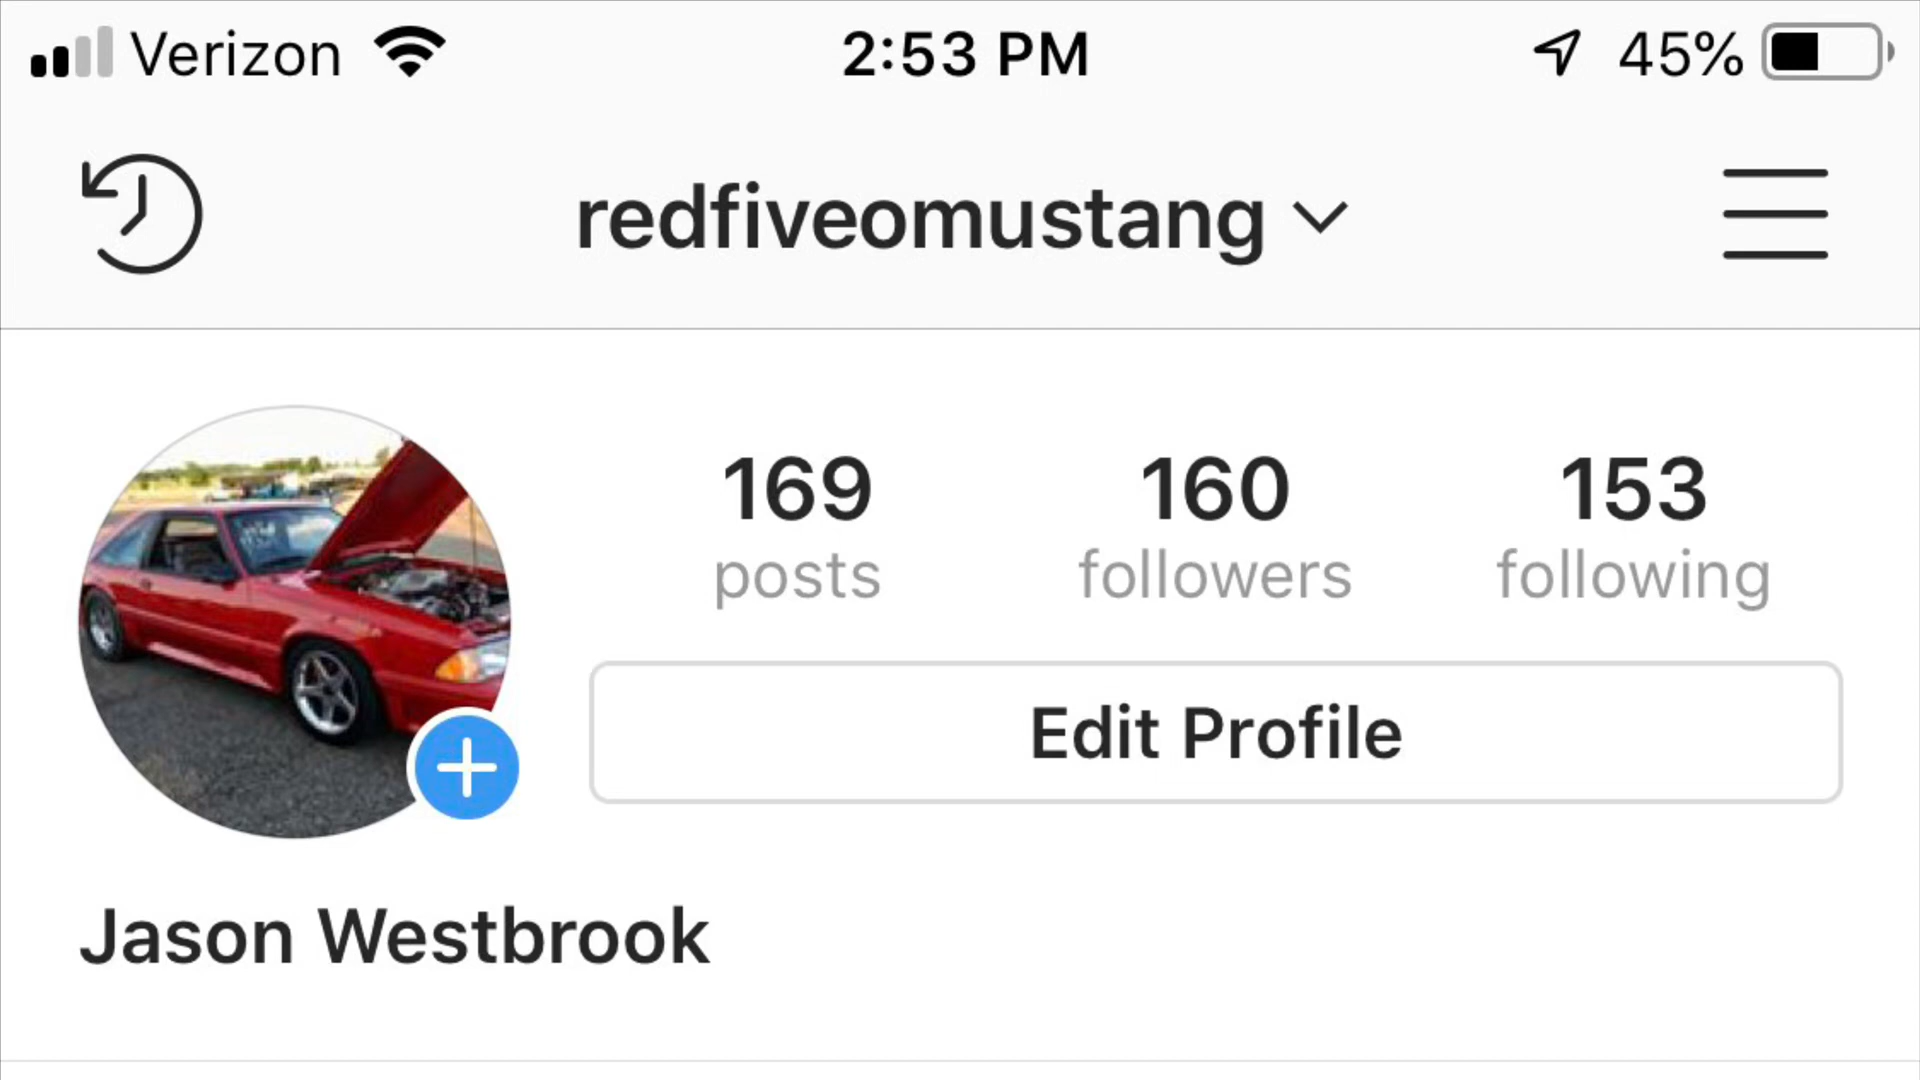 Verizon 2:53 PM 45%
redfiveomustang
169 160 153
posts followers following
Edit Profile
Jason Westbrook